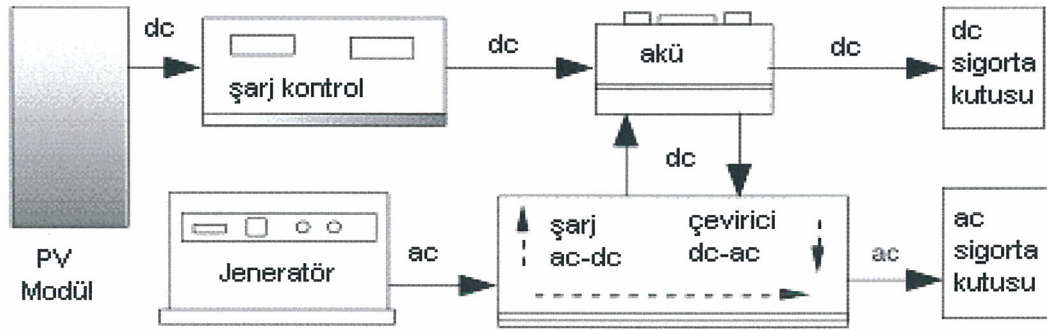 dc
şarj kontrol
dc
akü
dc
dc
sigorta
kutusu
PV
Modül
Jeneratör
ac
dc
şarj
ac-dc
çevirici
dc-ac
ac
ac
sigorta
kutusu